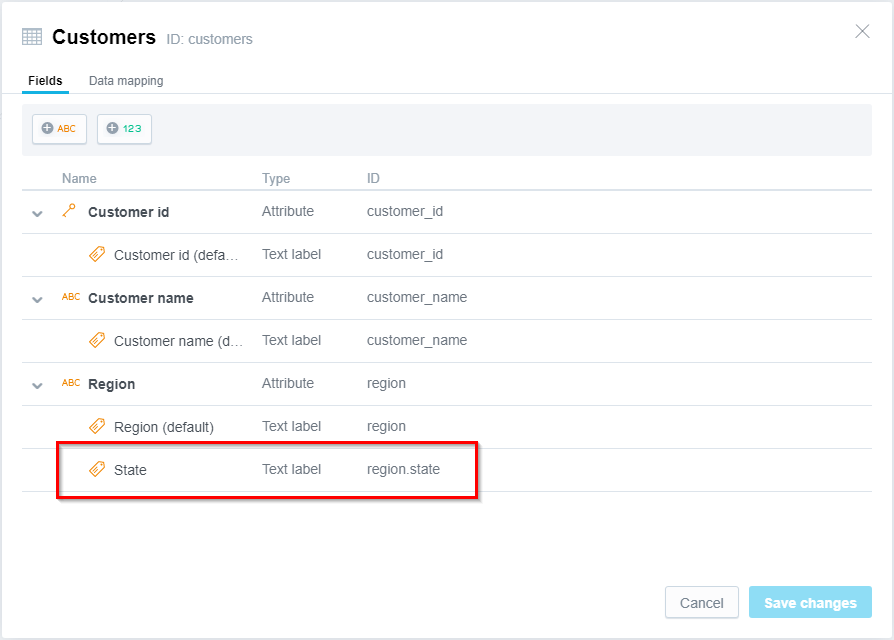 Customers ID: customers
Fields Data mapping
ABC 123
Name Type ID
Customer id Attribute customer_id
Customer id (defa... Text label customer_id
ABC Customer name Attribute customer_name
Customer name (d... Text label customer_name
ABC Region Attribute region
Region (default) Text label region
State Text label region.state
Cancel Save changes